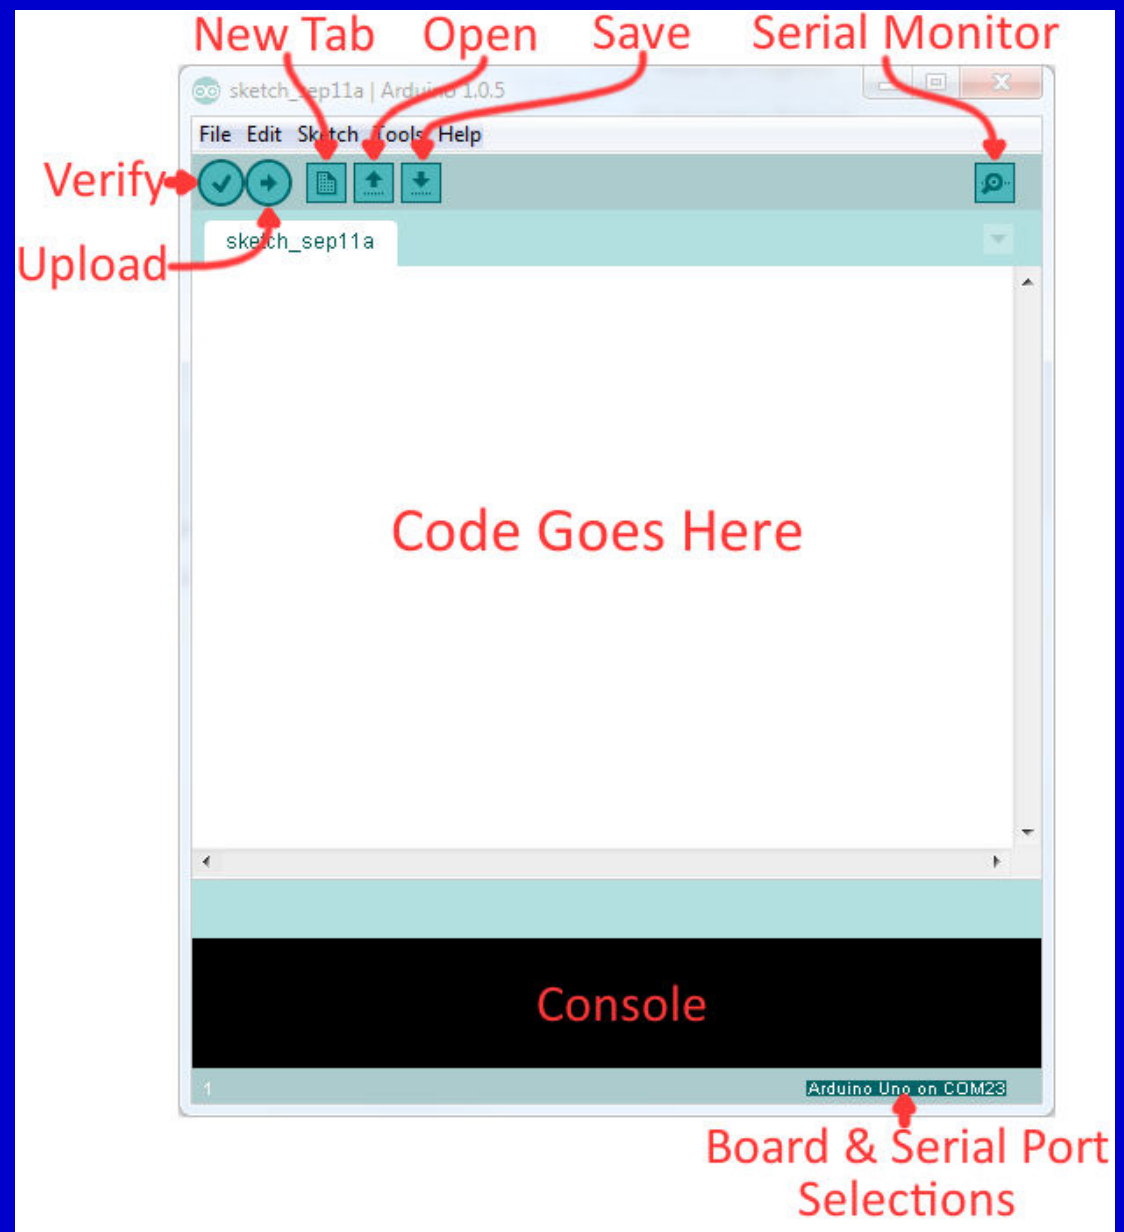 New Tab Open Save Serial Monitor
sketch_sep11a | Arduino 1.0.5
File Edit Sketch Tools Help
Verify
sketch_sep11a
Upload
Code Goes Here
Console
1
Arduino Uno on COM23
Board & Serial Port
Selections